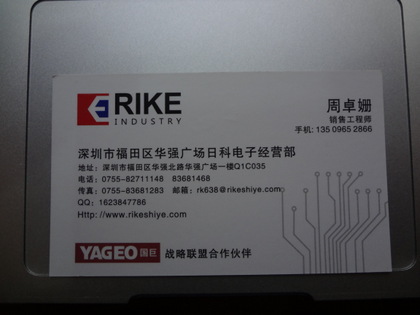 RIKE
INDUSTRY
周卓姗
销售工程师
手机: 135 0965 2866
深圳市福田区华强广场日科电子经营部
地址: 深圳市福田区华强北路华强广场一楼Q1C035
电话: 0755-82711148 83681468
传真: 0755-83681283 邮箱: rk638@rikeshiye.com
QQ: 1623847786
Http: //www.rikeshiye.com
YAGEO 国巨 战略联盟合作伙伴